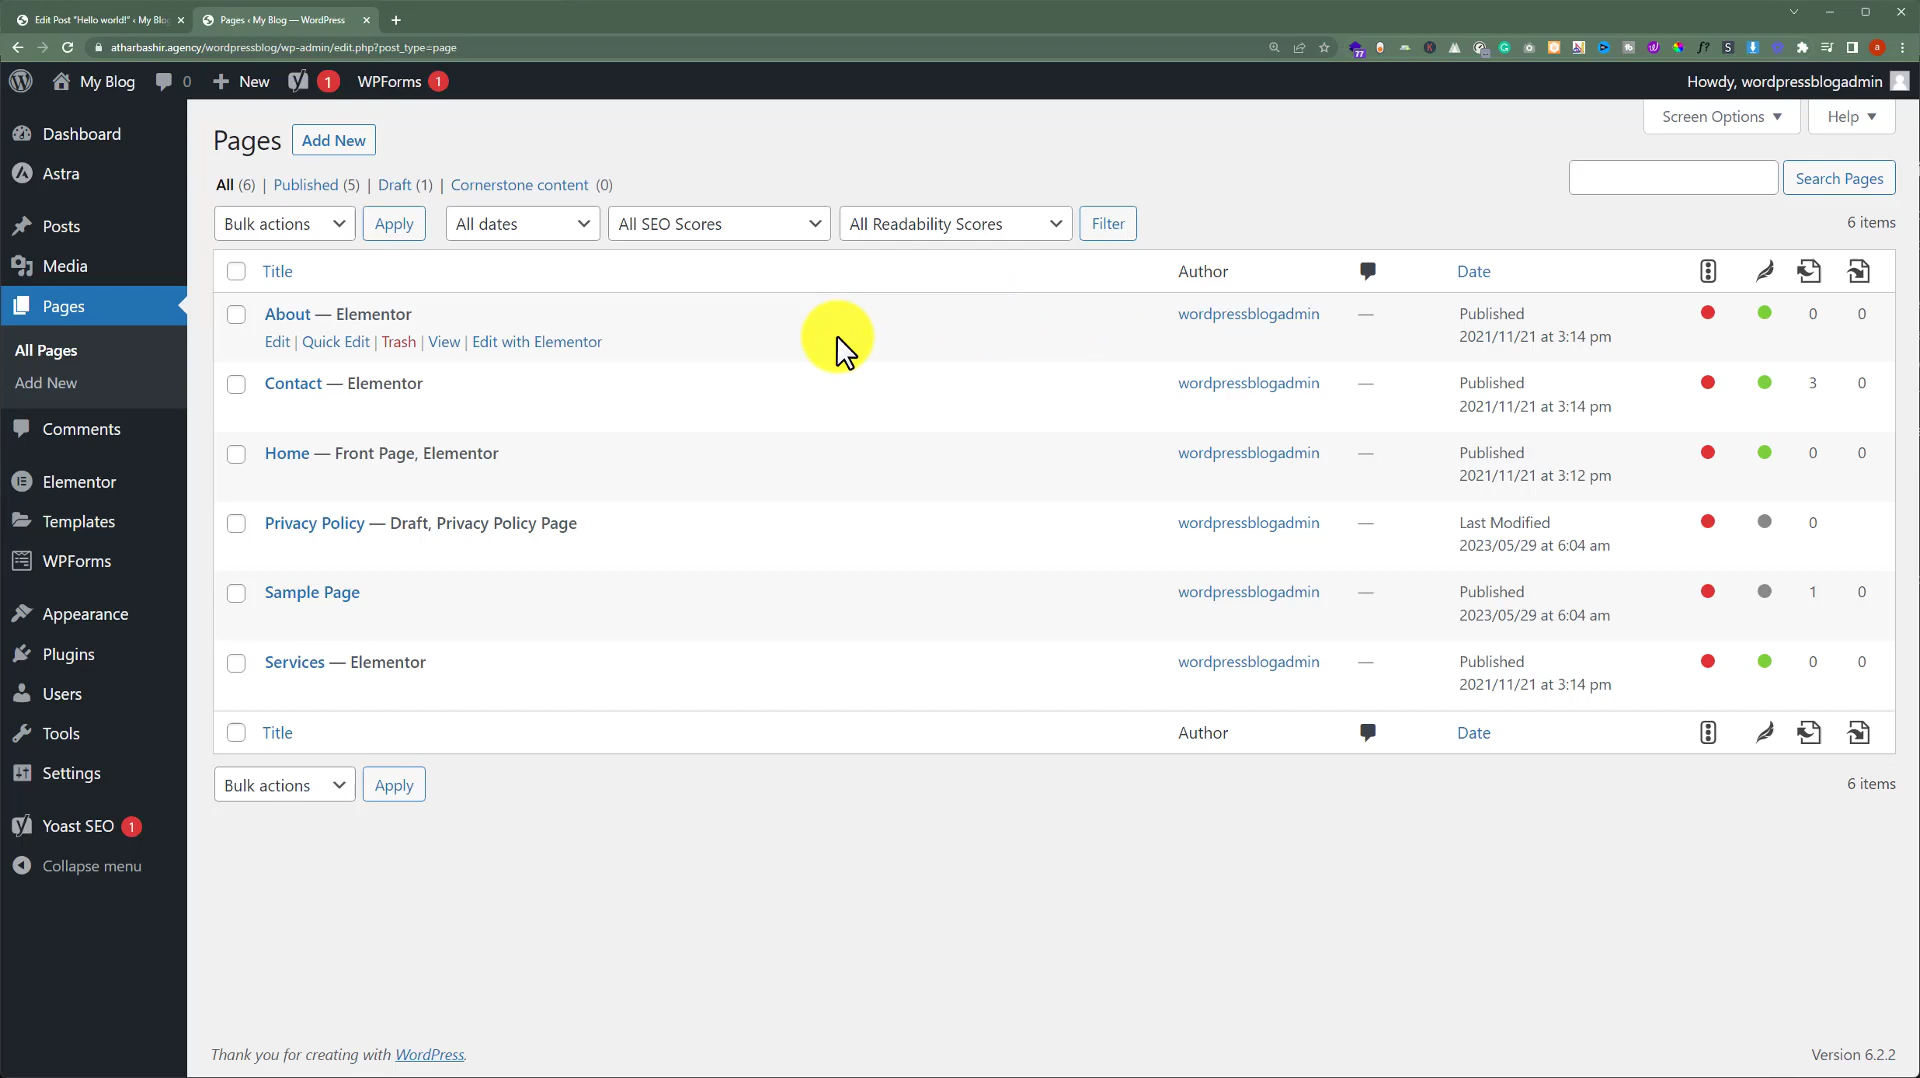 Edit Post "Hello world!" ‹ My Blog
Pages ‹ My Blog — WordPress
atharbashir.agency/wordpressblog/wp-admin/edit.php?post_type=page
77
a
My Blog 0 New 1 WPForms 1
Howdy, wordpressblogadmin
Dashboard
Astra
Posts
Media
Pages
All Pages
Add New
Comments
Elementor
Templates
WPForms
Appearance
Plugins
Users
Tools
Settings
Yoast SEO 1
Collapse menu
Screen Options Help
Pages Add New
All (6) | Published (5) | Draft (1) | Cornerstone content (0)
Search Pages
Bulk actions Apply All dates All SEO Scores All Readability Scores Filter
6 items
Title Author Date
About — Elementor wordpressblogadmin — Published 0 0
2021/11/21 at 3:14 pm
Edit | Quick Edit | Trash | View | Edit with Elementor
Contact — Elementor wordpressblogadmin — Published 3 0
2021/11/21 at 3:14 pm
Home — Front Page, Elementor wordpressblogadmin — Published 0 0
2021/11/21 at 3:12 pm
Privacy Policy — Draft, Privacy Policy Page wordpressblogadmin — Last Modified 0
2023/05/29 at 6:04 am
Sample Page wordpressblogadmin — Published 1 0
2023/05/29 at 6:04 am
Services — Elementor wordpressblogadmin — Published 0 0
2021/11/21 at 3:14 pm
Title Author Date
Bulk actions Apply
6 items
Thank you for creating with WordPress.
Version 6.2.2